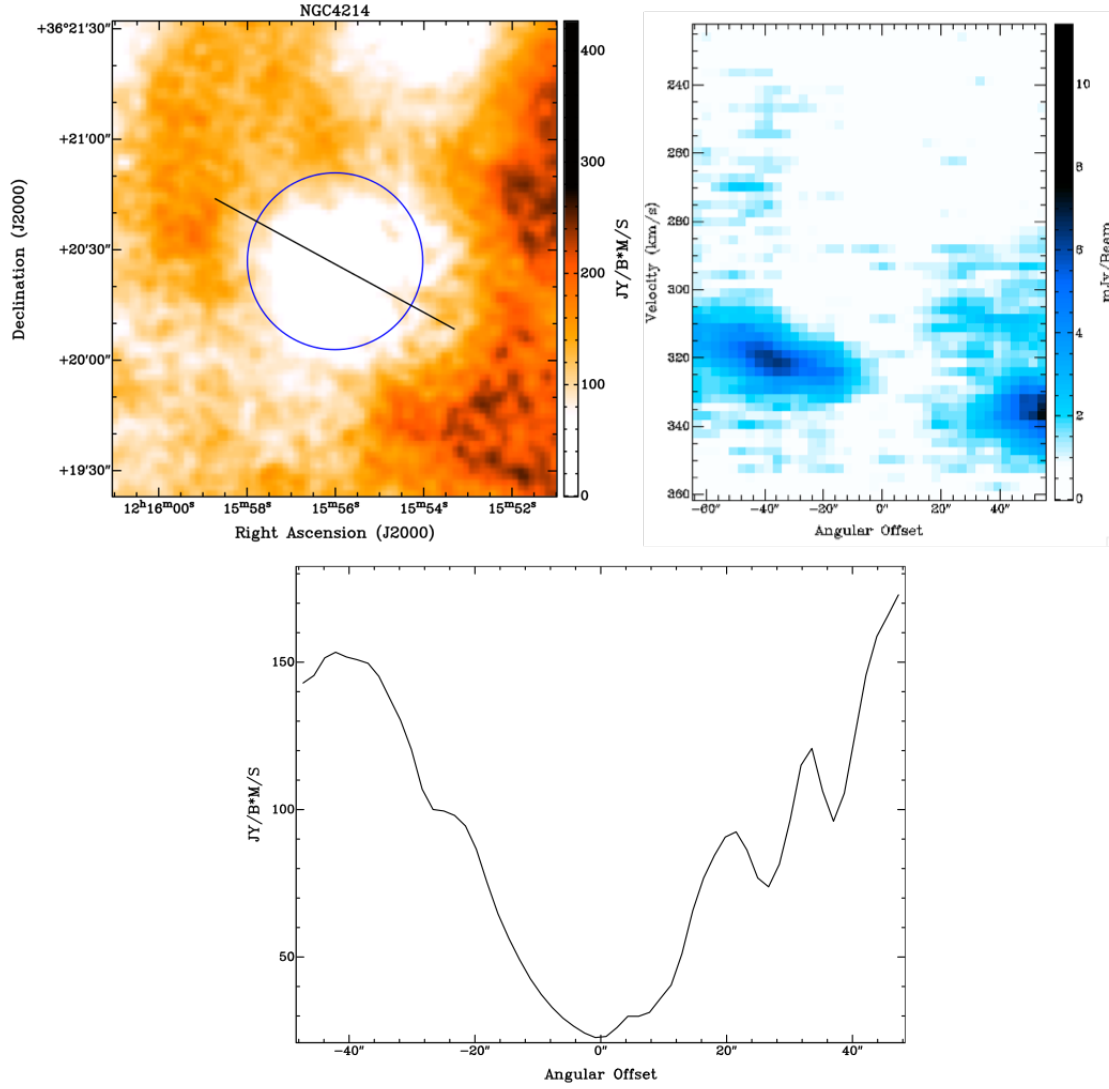 NGC4214
+36°21′30″
+21′00″
+20′30″
+20′00″
+19′30″
Declination (J2000)
12ʰ16ᵐ00ˢ
15ᵐ58ˢ
15ᵐ56ˢ
15ᵐ54ˢ
15ᵐ52ˢ
Right Ascension (J2000)
400
300
200
100
0
JY/B*M/S
240
260
280
300
320
340
360
Velocity (km/s)
−60″
−40″
−20″
0″
20″
40″
Angular Offset
10
8
6
4
2
0
mJy/Beam
150
100
50
JY/B*M/S
−40″
−20″
0″
20″
40″
Angular Offset